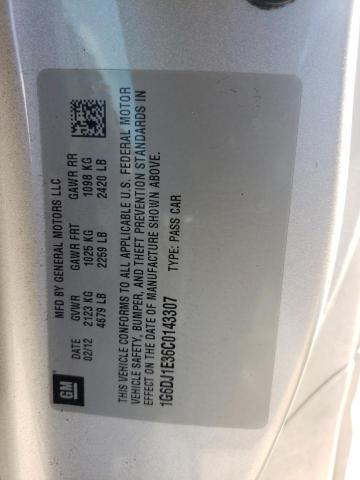 GM
MFD BY GENERAL MOTORS LLC
DATE GVWR GAWR FRT GAWR RR
02/12 2123 KG 1025 KG 1098 KG
4679 LB 2259 LB 2420 LB
THIS VEHICLE CONFORMS TO ALL APPLICABLE U.S. FEDERAL MOTOR
VEHICLE SAFETY, BUMPER, AND THEFT PREVENTION STANDARDS IN
EFFECT ON THE DATE OF MANUFACTURE SHOWN ABOVE.
1G6DJ1E36C0143307 TYPE: PASS CAR